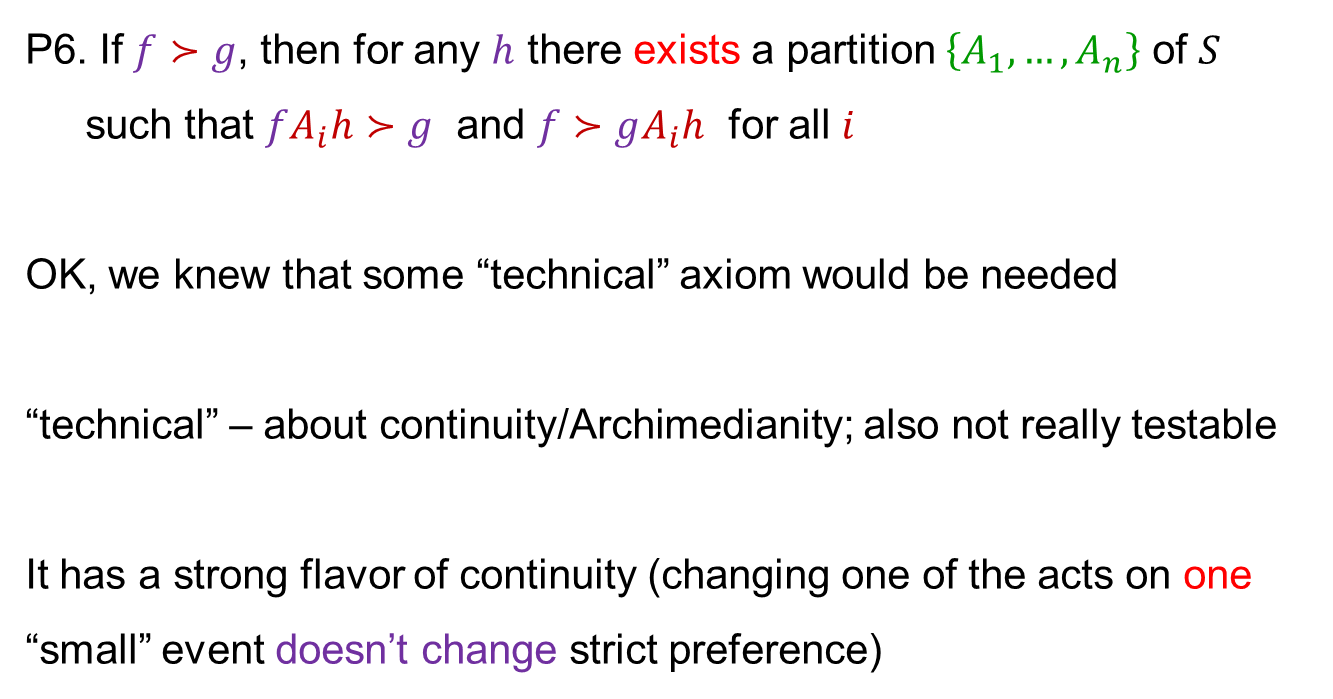 P6. If f ≻ g, then for any h there exists a partition {A₁, … , Aₙ} of S
such that fAᵢh ≻ g and f ≻ gAᵢh for all i
OK, we knew that some “technical” axiom would be needed
“technical” – about continuity/Archimedianity; also not really testable
It has a strong flavor of continuity (changing one of the acts on one
“small” event doesn’t change strict preference)